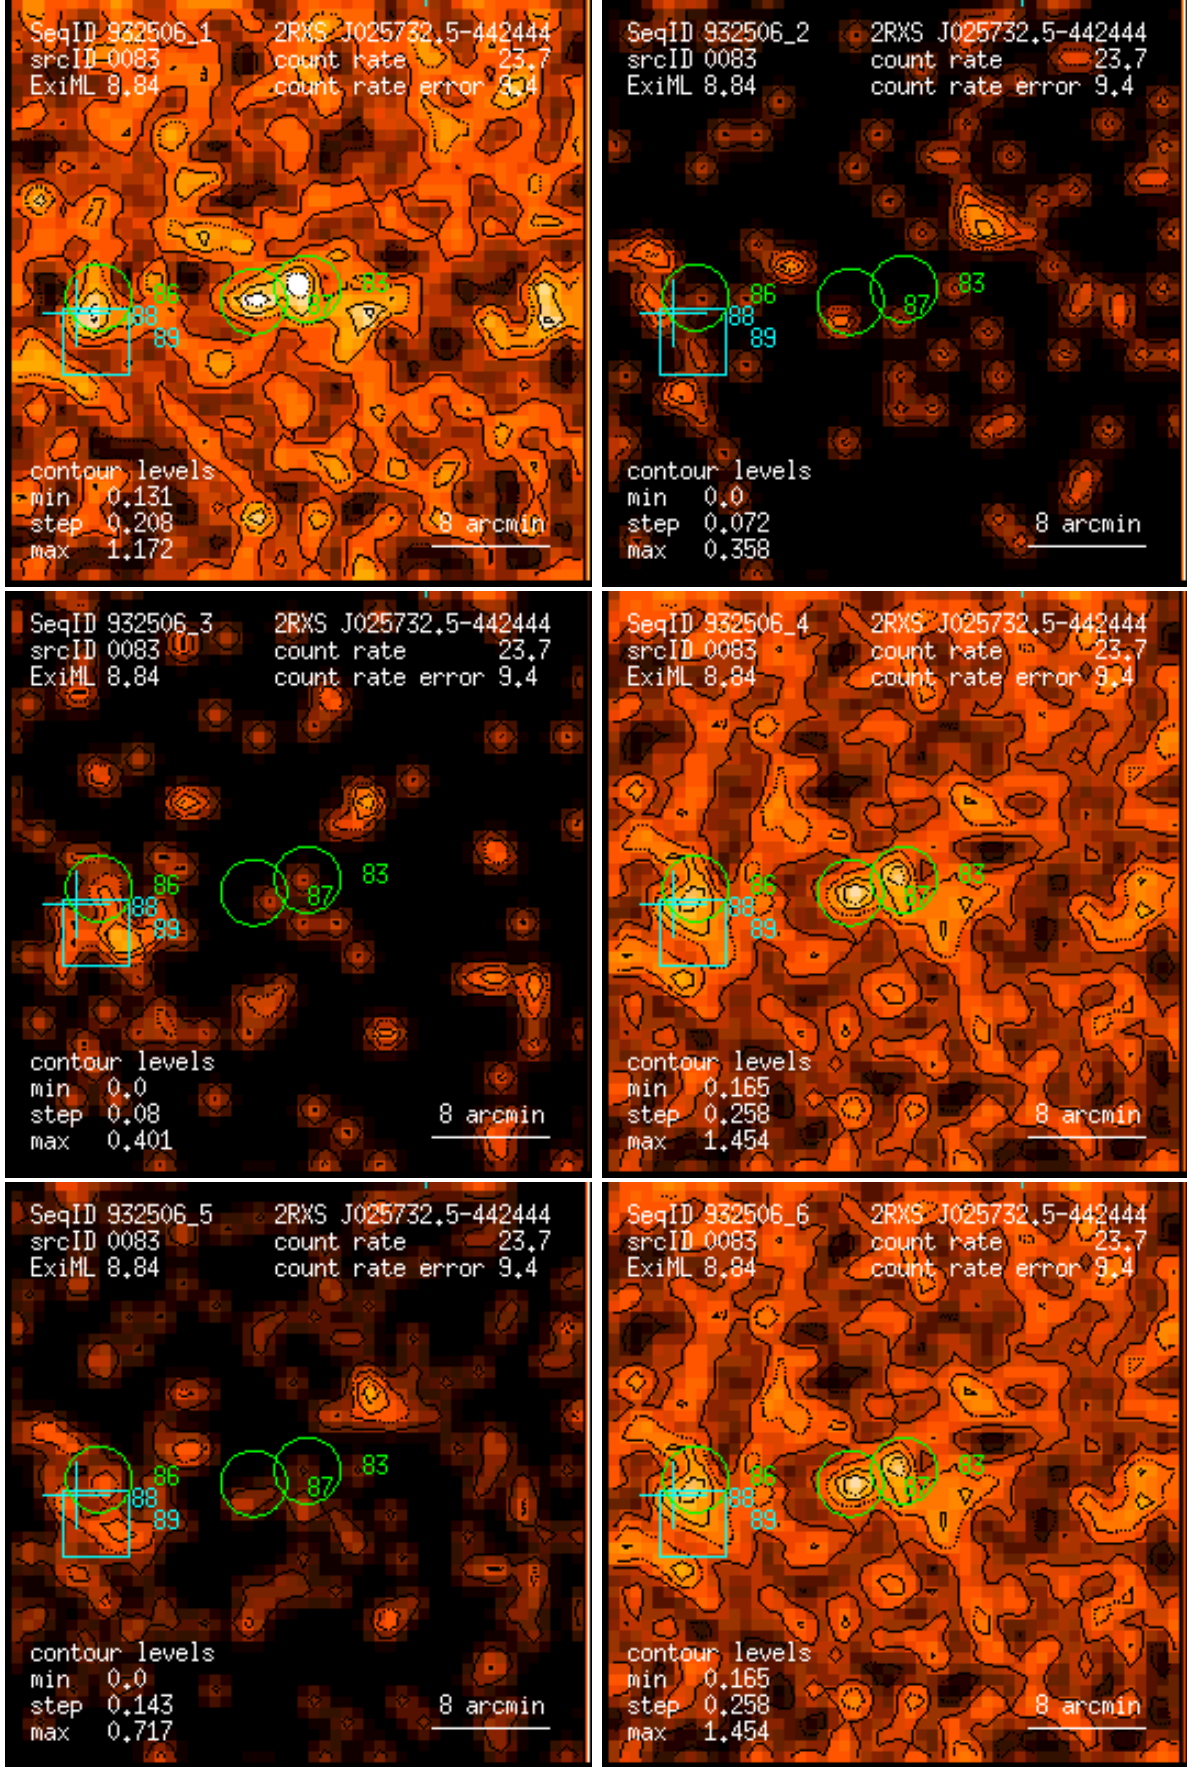 SeqID 932506_1 2RXS J025732.5-442444
srcID 0083 count rate 23.7
ExiML 8.84 count rate error 9.4
86
83
87
88
89
contour levels
min 0.131
step 0.208
max 1.172
8 arcmin
SeqID 932506_2 2RXS J025732.5-442444
srcID 0083 count rate 23.7
ExiML 8.84 count rate error 9.4
86
83
87
88
89
contour levels
min 0.0
step 0.072
max 0.358
8 arcmin
SeqID 932506_3 2RXS J025732.5-442444
srcID 0083 count rate 23.7
ExiML 8.84 count rate error 9.4
86
83
87
88
89
contour levels
min 0.0
step 0.08
max 0.401
8 arcmin
SeqID 932506_4 2RXS J025732.5-442444
srcID 0083 count rate 23.7
ExiML 8.84 count rate error 9.4
86
83
87
88
89
contour levels
min 0.165
step 0.258
max 1.454
8 arcmin
SeqID 932506_5 2RXS J025732.5-442444
srcID 0083 count rate 23.7
ExiML 8.84 count rate error 9.4
86
83
87
88
89
contour levels
min 0.0
step 0.143
max 0.717
8 arcmin
SeqID 932506_6 2RXS J025732.5-442444
srcID 0083 count rate 23.7
ExiML 8.84 count rate error 9.4
86
83
87
88
89
contour levels
min 0.165
step 0.258
max 1.454
8 arcmin